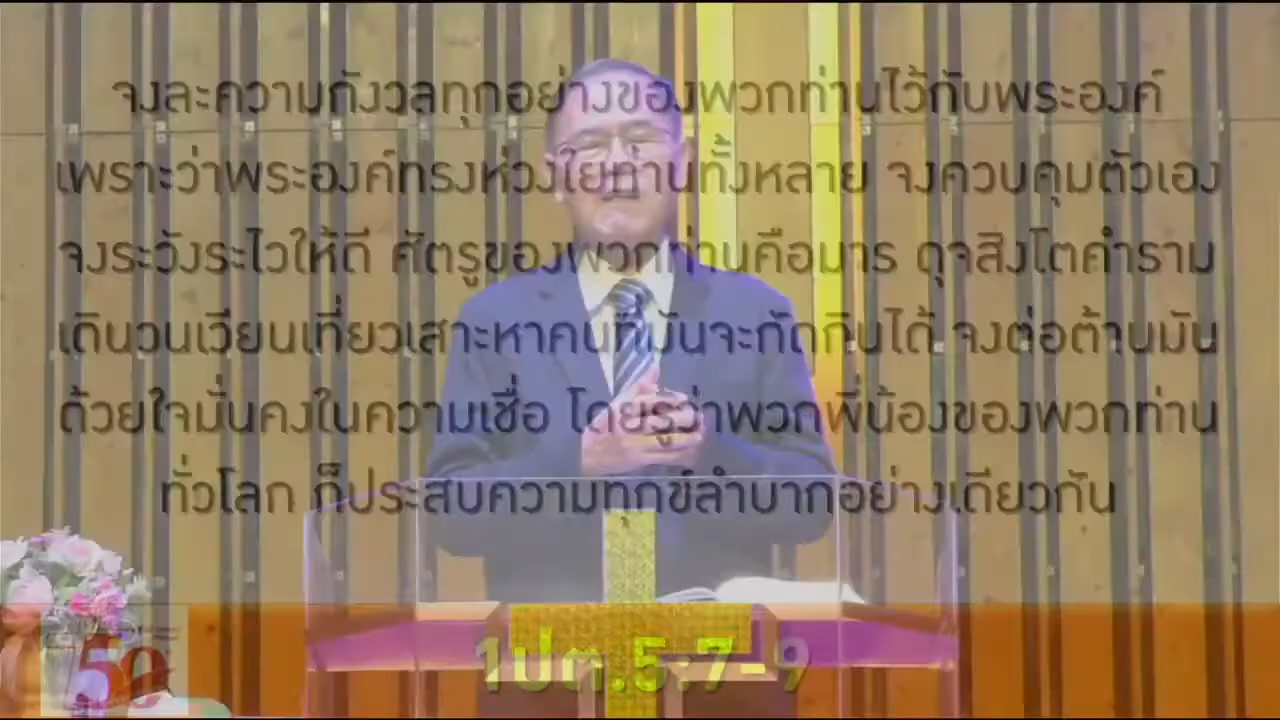 จงละความกังวลทุกอย่างของพวกท่านไว้กับพระองค์
เพราะว่าพระองค์ทรงห่วงใยท่านทั้งหลาย จงควบคุมตัวเอง
จงระวังระไวให้ดี ศัตรูของพวกท่านคือมาร ดุจสิงโตคำราม
เดินวนเวียนเที่ยวเสาะหาคนที่มันจะกัดกินได้ จงต่อต้านมัน
ด้วยใจมั่นคงในความเชื่อ โดยรู้ว่าพวกพี่น้องของพวกท่าน
ทั่วโลก ก็ประสบความทุกข์ลำบากอย่างเดียวกัน
1ปต.5:7-9
50